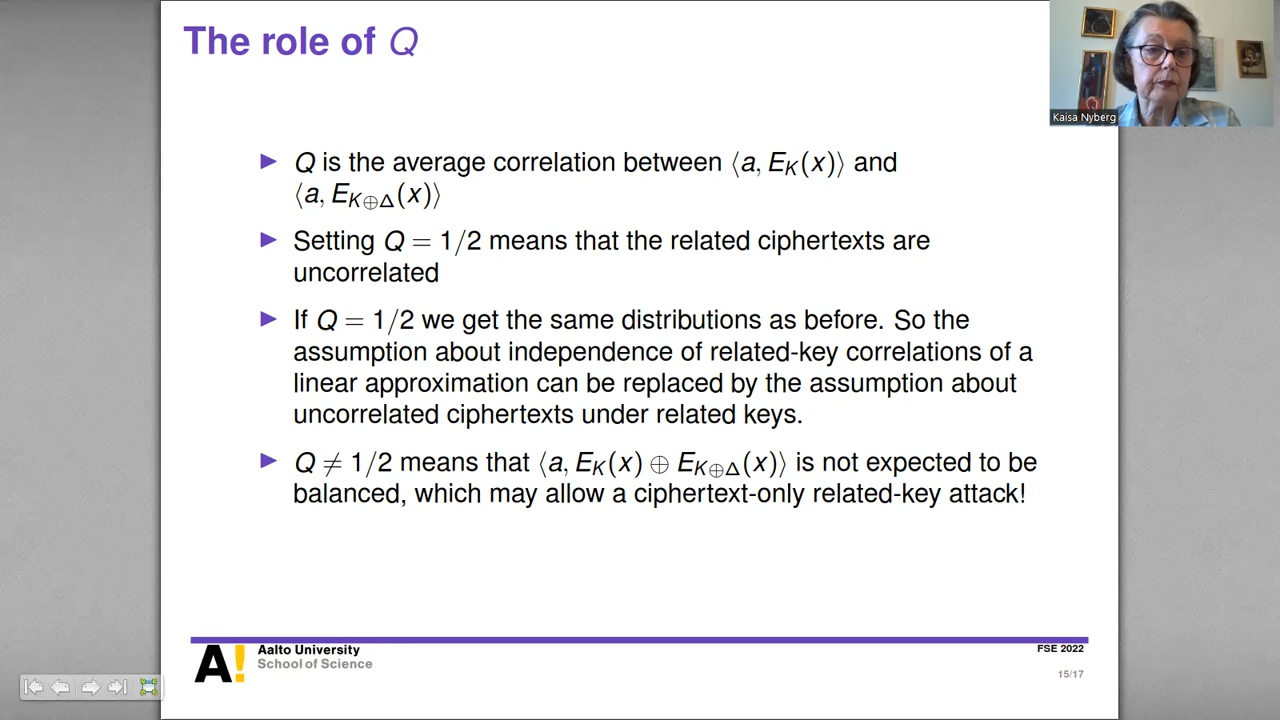 The role of Q
Kaisa Nyberg
▶ Q is the average correlation between ⟨a, E_K(x)⟩ and
⟨a, E_{K⊕Δ}(x)⟩
▶ Setting Q = 1/2 means that the related ciphertexts are
uncorrelated
▶ If Q = 1/2 we get the same distributions as before. So the
assumption about independence of related-key correlations of a
linear approximation can be replaced by the assumption about
uncorrelated ciphertexts under related keys.
▶ Q ≠ 1/2 means that ⟨a, E_K(x) ⊕ E_{K⊕Δ}(x)⟩ is not expected to be
balanced, which may allow a ciphertext-only related-key attack!
A!
Aalto University
School of Science
FSE 2022
15/17